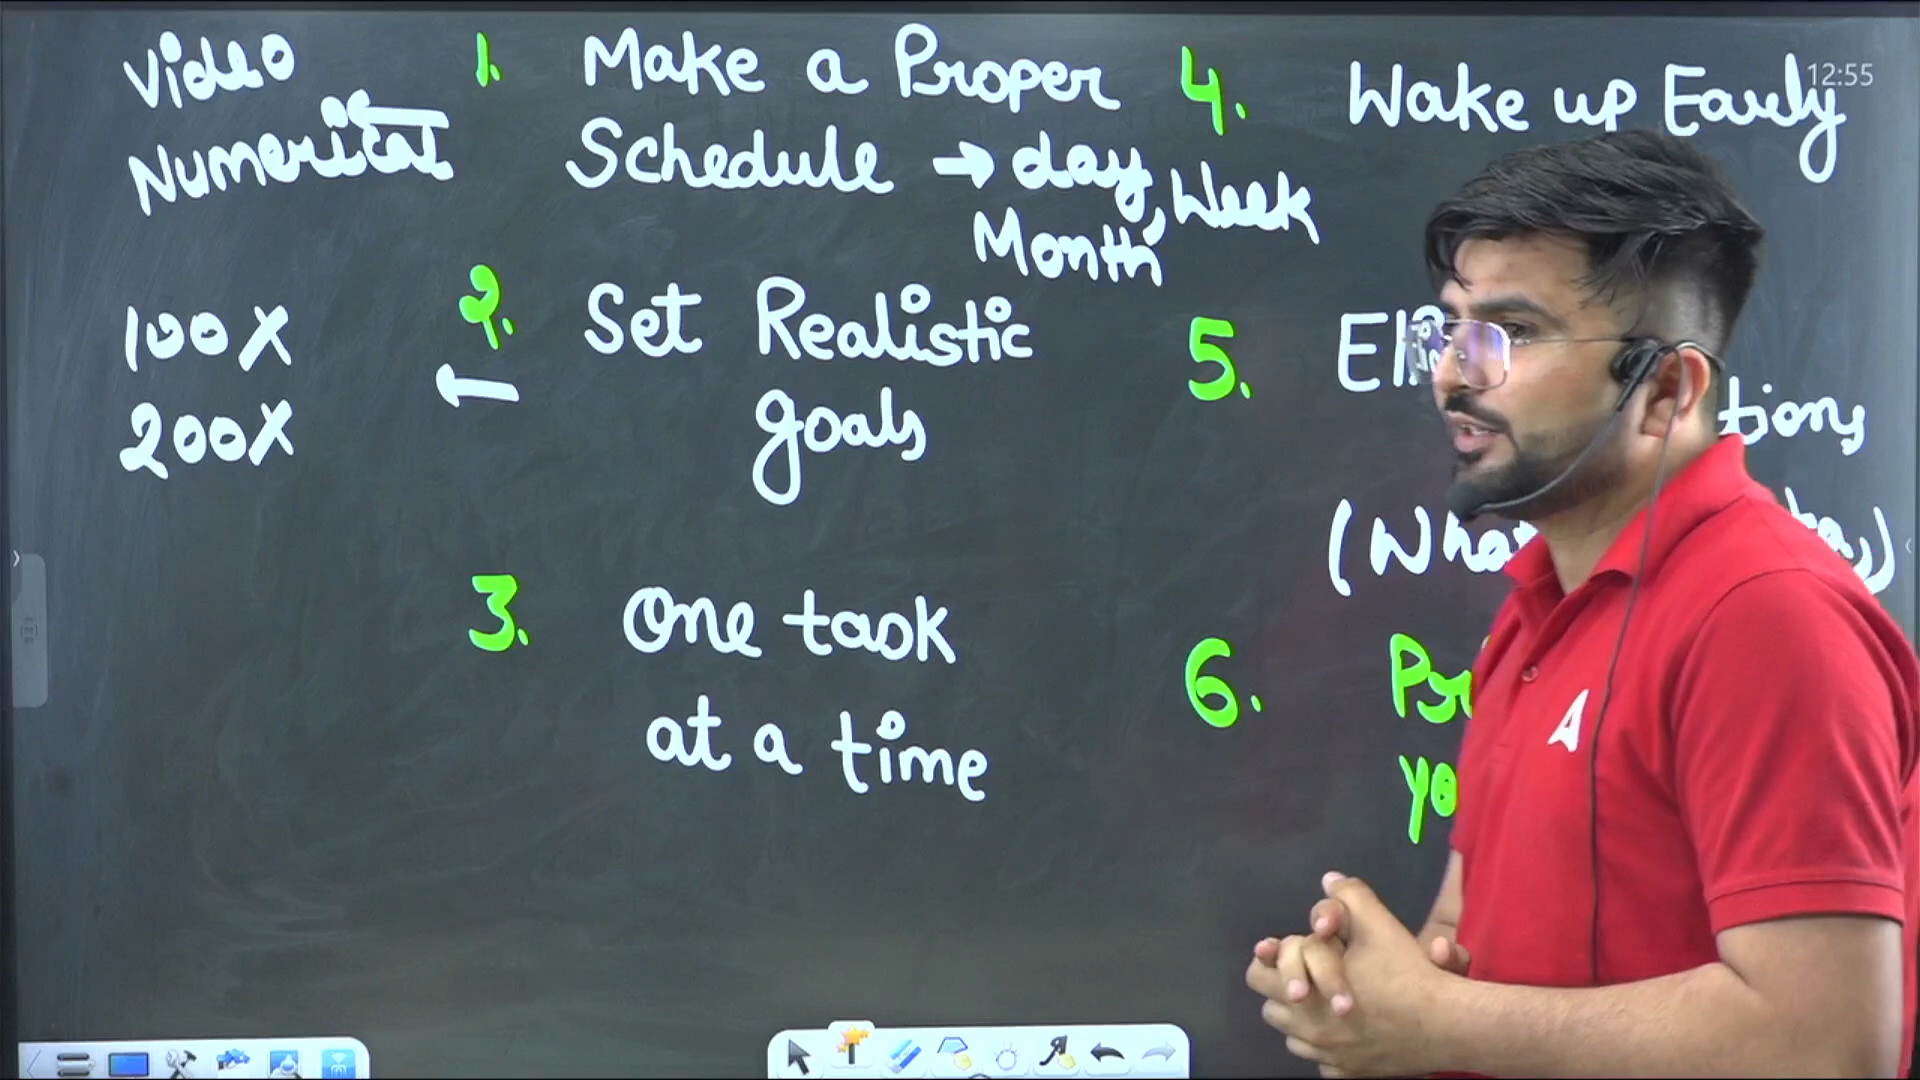 Video
Numerical
100X
200X
1. Make a Proper
Schedule → day, Week
Month
2. Set Realistic
goals
3. One task
at a time
4. Wake up Early
12:55
5.
6.
A